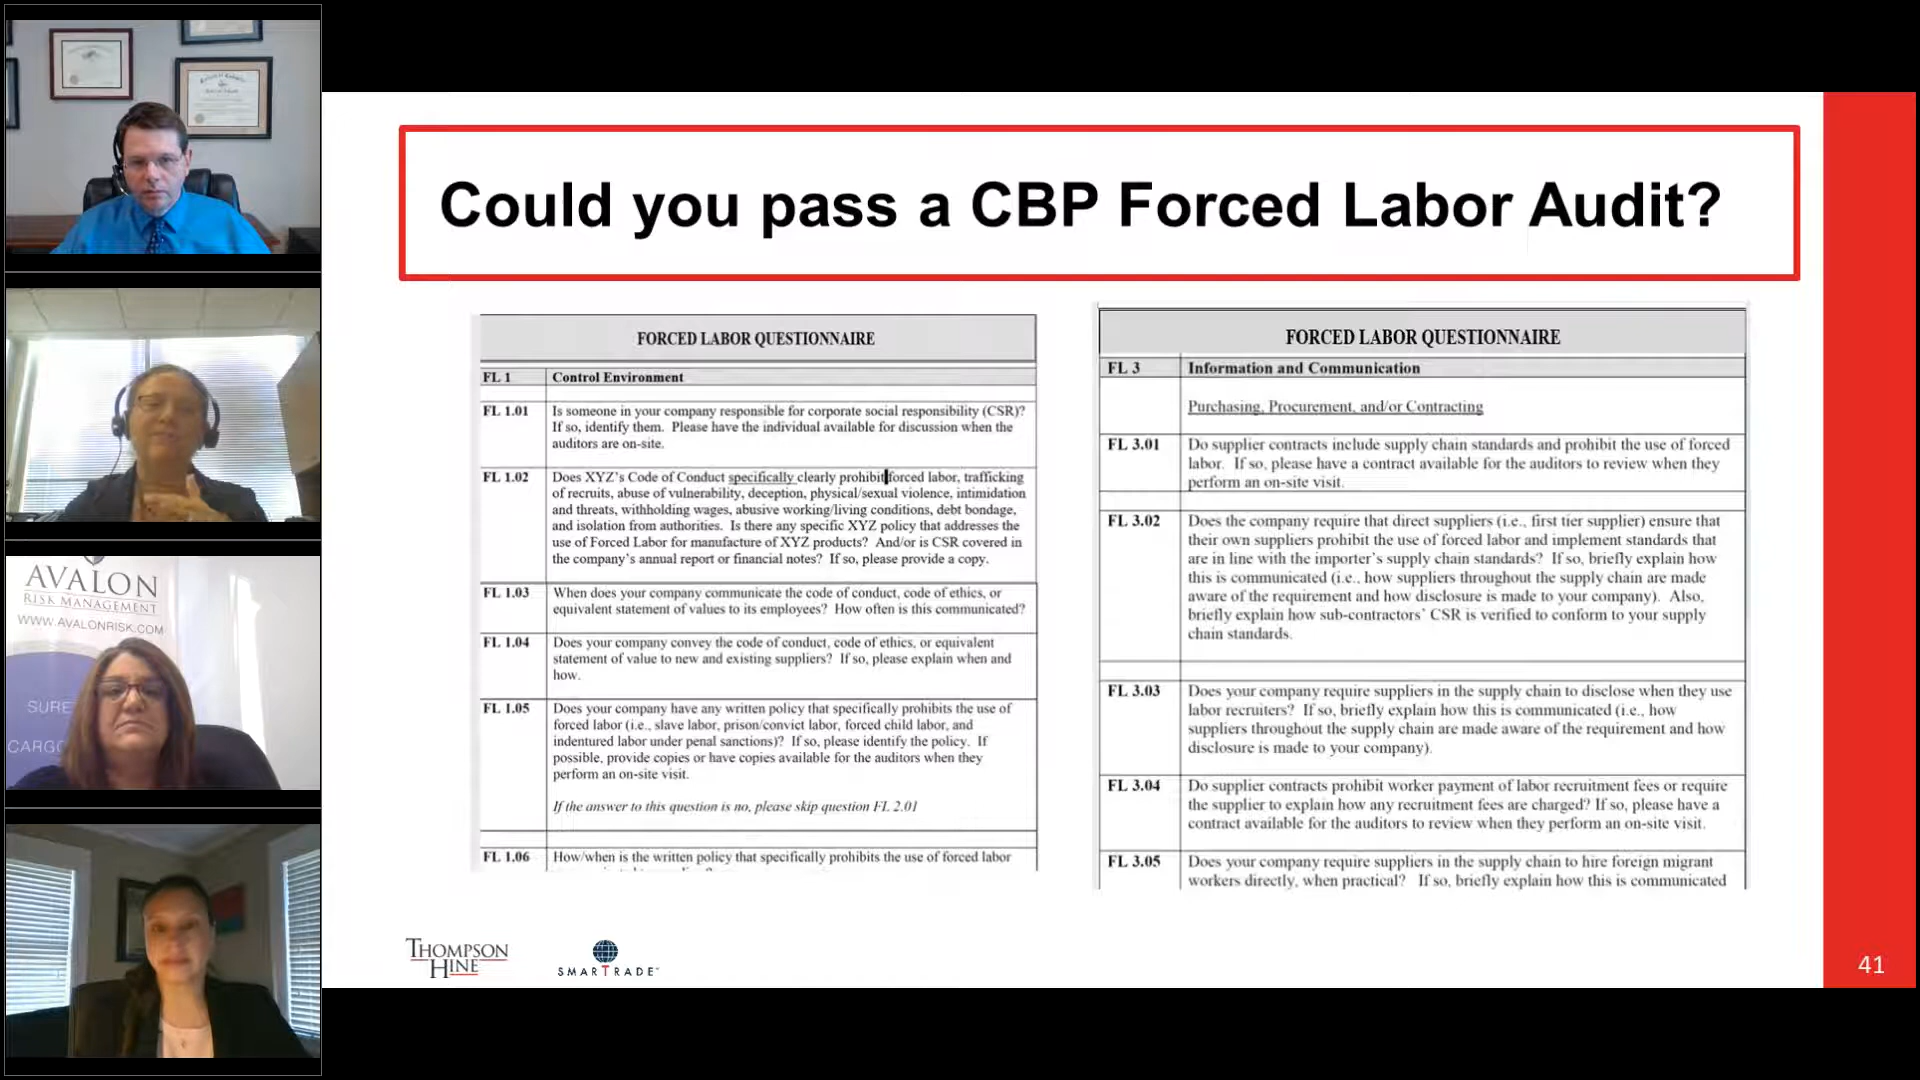 Could you pass a CBP Forced Labor Audit?
FORCED LABOR QUESTIONNAIRE
FL 1 Control Environment
FL 1.01 Is someone in your company responsible for corporate social responsibility (CSR)?
If so, identify them. Please have the individual available for discussion when the
auditors are on-site.
FL 1.02 Does XYZ's Code of Conduct specifically clearly prohibit forced labor, trafficking
of recruits, abuse of vulnerability, deception, physical/sexual violence, intimidation
and threats, withholding wages, abusive working/living conditions, debt bondage,
and isolation from authorities. Is there any specific XYZ policy that addresses the
use of Forced Labor for manufacture of XYZ products? And/or is CSR covered in
the company's annual report or financial notes? If so, please provide a copy.
FL 1.03 When does your company communicate the code of conduct, code of ethics, or
equivalent statement of values to its employees? How often is this communicated?
FL 1.04 Does your company convey the code of conduct, code of ethics, or equivalent
statement of value to new and existing suppliers? If so, please explain when and
how.
FL 1.05 Does your company have any written policy that specifically prohibits the use of
forced labor (i.e., slave labor, prison/convict labor, forced child labor, and
indentured labor under penal sanctions)? If so, please identify the policy. If
possible, provide copies or have copies available for the auditors when they
perform an on-site visit.
If the answer to this question is no, please skip question FL 2.01
FL 1.06 How/when is the written policy that specifically prohibits the use of forced labor
FORCED LABOR QUESTIONNAIRE
FL 3 Information and Communication
Purchasing, Procurement, and/or Contracting
FL 3.01 Do supplier contracts include supply chain standards and prohibit the use of forced
labor. If so, please have a contract available for the auditors to review when they
perform an on-site visit.
FL 3.02 Does the company require that direct suppliers (i.e., first tier supplier) ensure that
their own suppliers prohibit the use of forced labor and implement standards that
are in line with the importer's supply chain standards? If so, briefly explain how
this is communicated (i.e., how suppliers throughout the supply chain are made
aware of the requirement and how disclosure is made to your company). Also,
briefly explain how sub-contractors' CSR is verified to conform to your supply
chain standards.
FL 3.03 Does your company require suppliers in the supply chain to disclose when they use
labor recruiters? If so, briefly explain how this is communicated (i.e., how
suppliers throughout the supply chain are made aware of the requirement and how
disclosure is made to your company).
FL 3.04 Do supplier contracts prohibit worker payment of labor recruitment fees or require
the supplier to explain how any recruitment fees are charged? If so, please have a
contract available for the auditors to review when they perform an on-site visit.
FL 3.05 Does your company require suppliers in the supply chain to hire foreign migrant
workers directly, when practical? If so, briefly explain how this is communicated
THOMPSON
HINE
SMARTRADE
41
AVALON
RISK MANAGEMENT
WWW.AVALONRISK.COM
SURE
CARGO